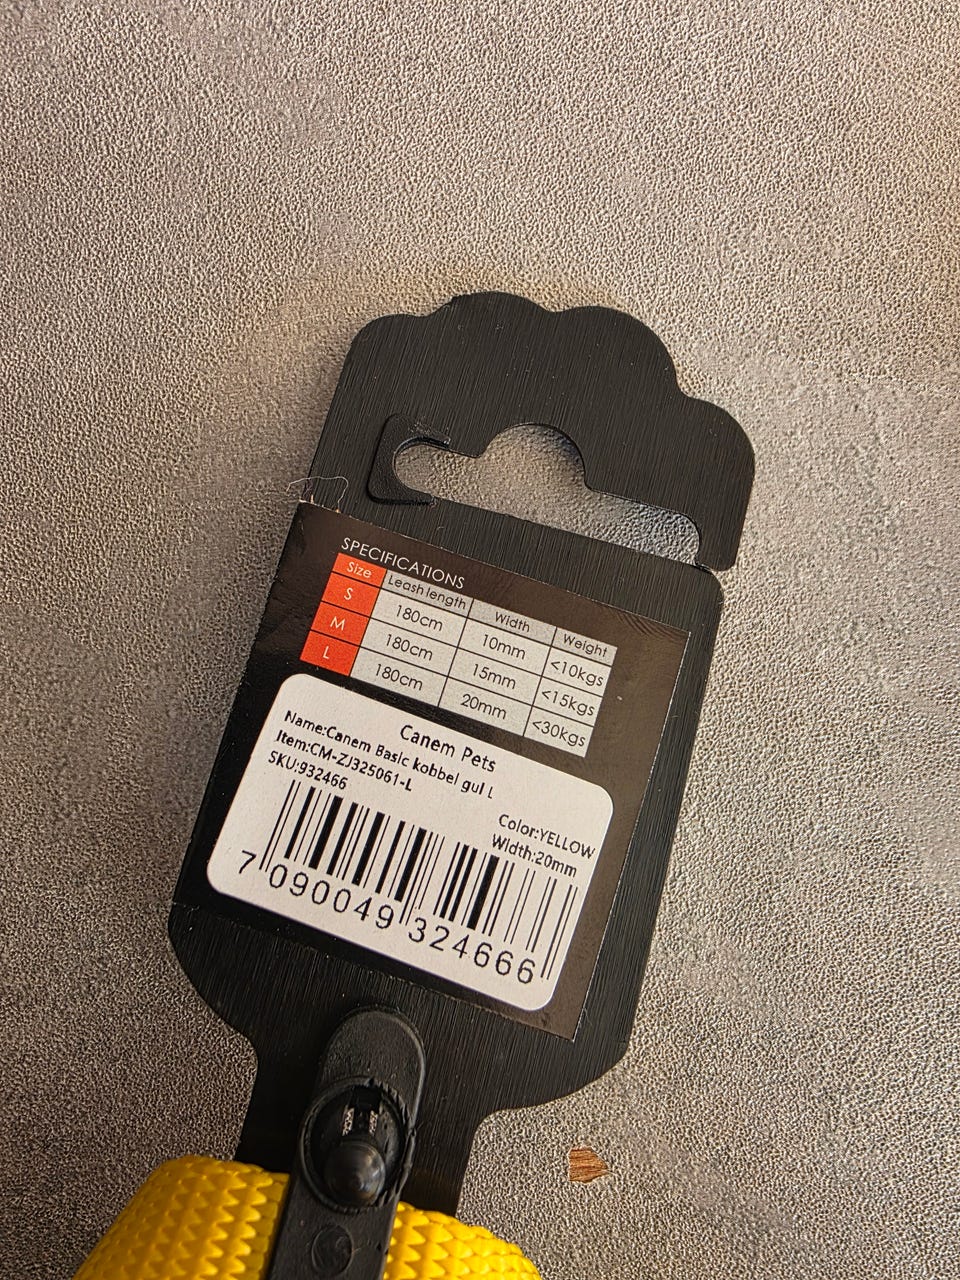 SPECIFICATIONS
Size Leash length Width Weight
S 180cm 10mm <10kgs
M 180cm 15mm <15kgs
L 180cm 20mm <30kgs
Canem Pets
Name:Canem Basic kobbel gul L
Item:CM-ZJ325061-L
SKU:932466
Color:YELLOW
Width:20mm
7 090049 324666